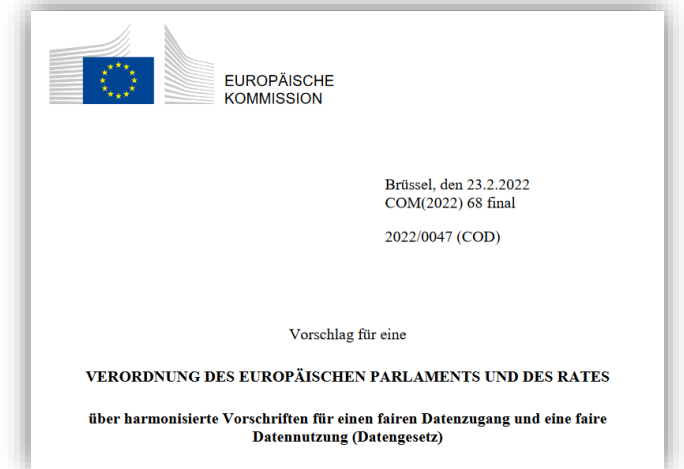 EUROPÄISCHE
KOMMISSION
Brüssel, den 23.2.2022
COM(2022) 68 final
2022/0047 (COD)
Vorschlag für eine
VERORDNUNG DES EUROPÄISCHEN PARLAMENTS UND DES RATES
über harmonisierte Vorschriften für einen fairen Datenzugang und eine faire
Datennutzung (Datengesetz)